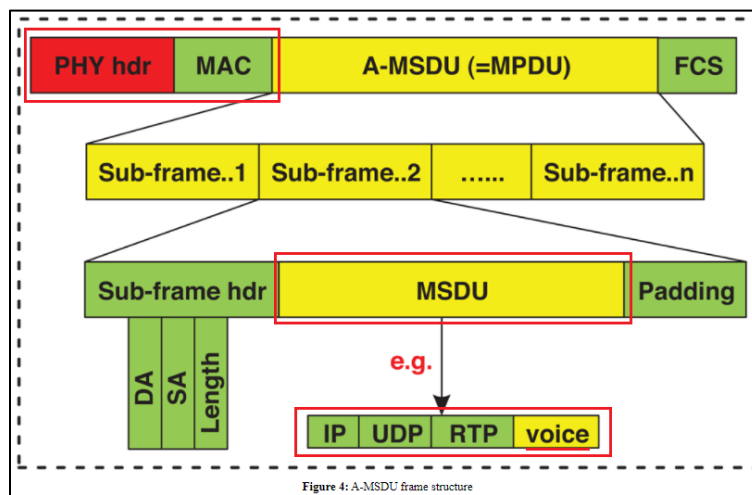 PHY hdr MAC A-MSDU (=MPDU) FCS
Sub-frame..1 Sub-frame..2 ...... Sub-frame..n
Sub-frame hdr MSDU Padding
DA SA Length
e.g.
IP UDP RTP voice
Figure 4: A-MSDU frame structure